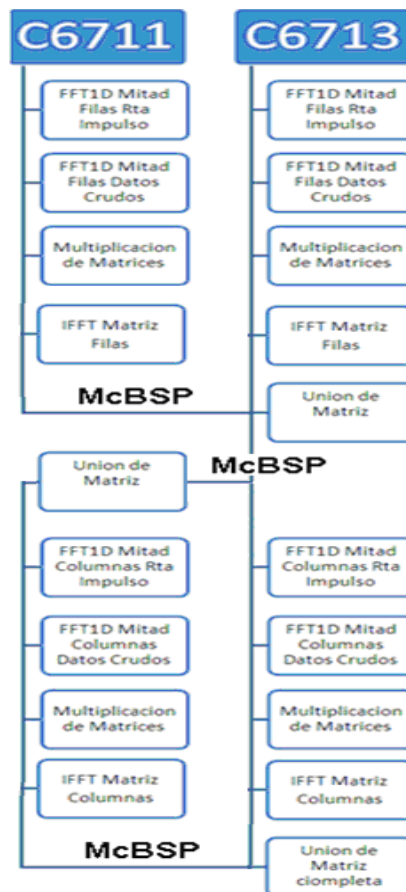 C6711
C6713
FFT1D Mitad
Filas Rta
Impulso
FFT1D Mitad
Filas Rta
Impulso
FFT1D Mitad
Filas Datos
Crudos
FFT1D Mitad
Filas Datos
Crudos
Multiplicacion
de Matrices
Multiplicacion
de Matrices
IFFT Matriz
Filas
IFFT Matriz
Filas
McBSP
Union de
Matriz
Union de
Matriz
McBSP
FFT1D Mitad
Columnas Rta
Impulso
FFT1D Mitad
Columnas Rta
Impulso
FFT1D Mitad
Columnas
Datos Crudos
FFT1D Mitad
Columnas
Datos Crudos
Multiplicacion
de Matrices
Multiplicacion
de Matrices
IFFT Matriz
Columnas
IFFT Matriz
Columnas
McBSP
Union de
Matriz
ciompleta